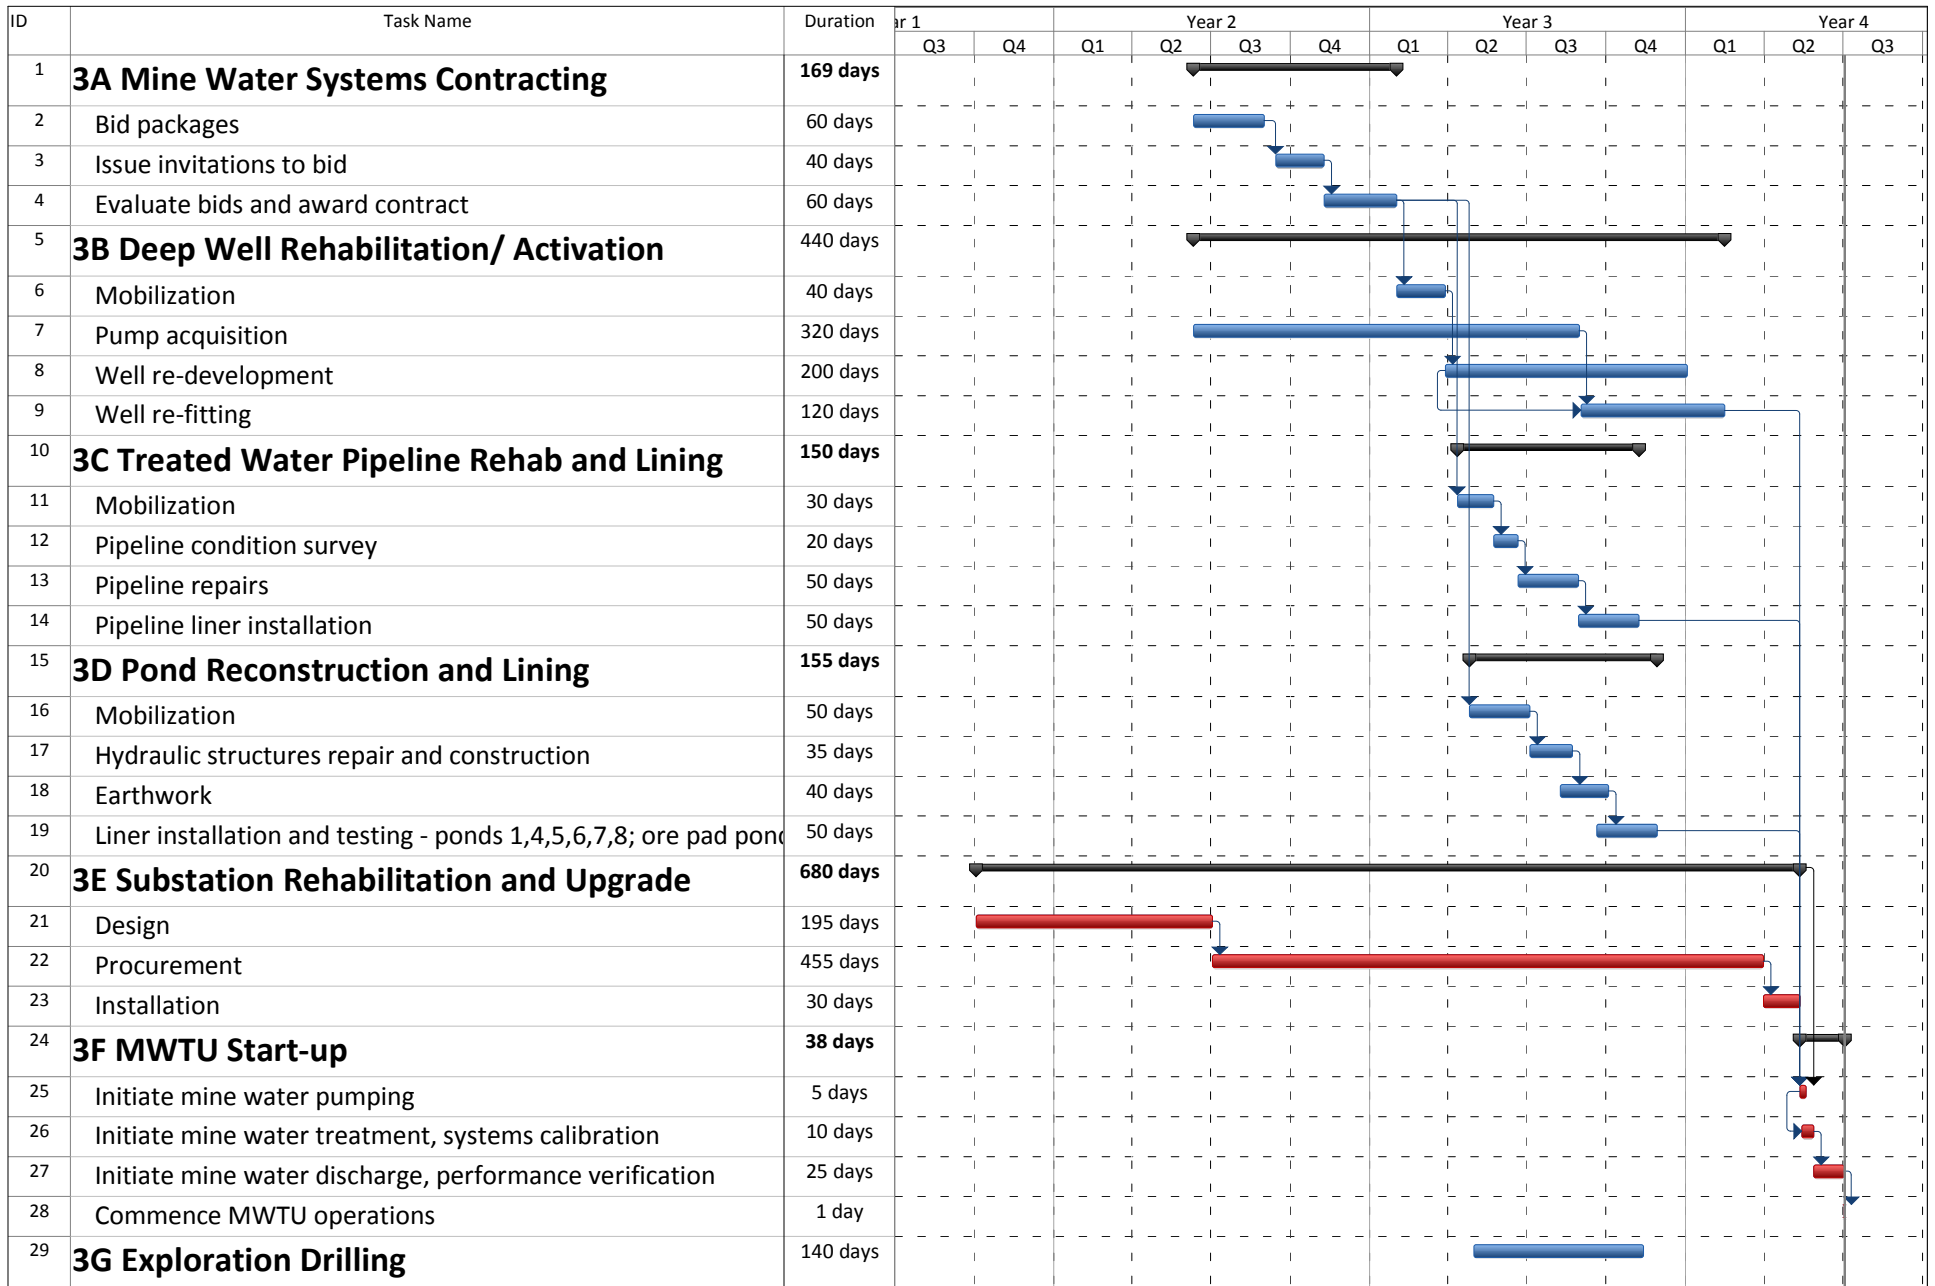 ID Task Name Duration ar 1 Year 2 Year 3 Year 4
Q3 Q4 Q1 Q2 Q3 Q4 Q1 Q2 Q3 Q4 Q1 Q2 Q3
1 3A Mine Water Systems Contracting 169 days
2 Bid packages 60 days
3 Issue invitations to bid 40 days
4 Evaluate bids and award contract 60 days
5 3B Deep Well Rehabilitation/ Activation 440 days
6 Mobilization 40 days
7 Pump acquisition 320 days
8 Well re-development 200 days
9 Well re-fitting 120 days
10 3C Treated Water Pipeline Rehab and Lining 150 days
11 Mobilization 30 days
12 Pipeline condition survey 20 days
13 Pipeline repairs 50 days
14 Pipeline liner installation 50 days
15 3D Pond Reconstruction and Lining 155 days
16 Mobilization 50 days
17 Hydraulic structures repair and construction 35 days
18 Earthwork 40 days
19 Liner installation and testing - ponds 1,4,5,6,7,8; ore pad pond 50 days
20 3E Substation Rehabilitation and Upgrade 680 days
21 Design 195 days
22 Procurement 455 days
23 Installation 30 days
24 3F MWTU Start-up 38 days
25 Initiate mine water pumping 5 days
26 Initiate mine water treatment, systems calibration 10 days
27 Initiate mine water discharge, performance verification 25 days
28 Commence MWTU operations 1 day
29 3G Exploration Drilling 140 days